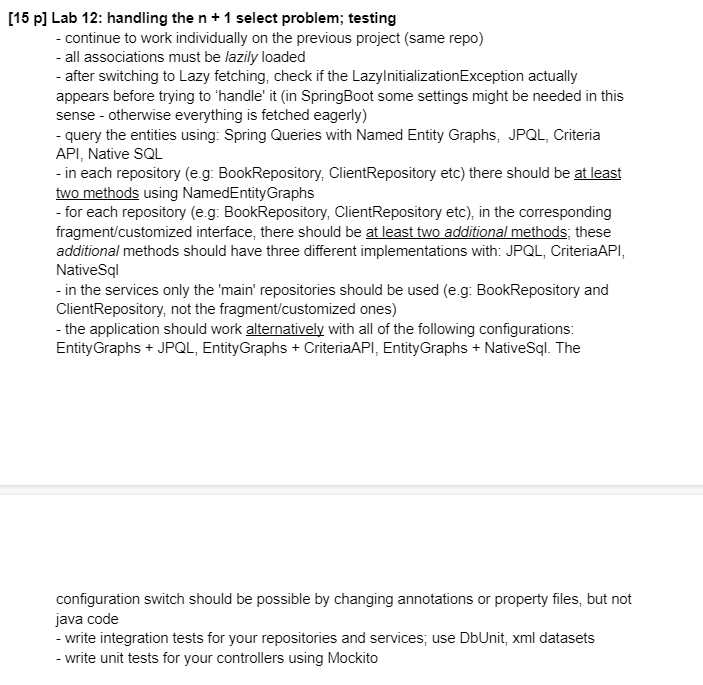 [15 p] Lab 12: handling the n + 1 select problem; testing
- continue to work individually on the previous project (same repo)
- all associations must be lazily loaded
- after switching to Lazy fetching, check if the LazyInitializationException actually
appears before trying to 'handle' it (in SpringBoot some settings might be needed in this
sense - otherwise everything is fetched eagerly)
- query the entities using: Spring Queries with Named Entity Graphs,  JPQL, Criteria
API, Native SQL
- in each repository (e.g: BookRepository, ClientRepository etc) there should be at least
two methods using NamedEntityGraphs
- for each repository (e.g: BookRepository, ClientRepository etc), in the corresponding
fragment/customized interface, there should be at least two additional methods; these
additional methods should have three different implementations with: JPQL, CriteriaAPI,
NativeSql
- in the services only the 'main' repositories should be used (e.g: BookRepository and
ClientRepository, not the fragment/customized ones)
- the application should work alternatively with all of the following configurations:
EntityGraphs + JPQL, EntityGraphs + CriteriaAPI, EntityGraphs + NativeSql. The
configuration switch should be possible by changing annotations or property files, but not
java code
- write integration tests for your repositories and services; use DbUnit, xml datasets
- write unit tests for your controllers using Mockito